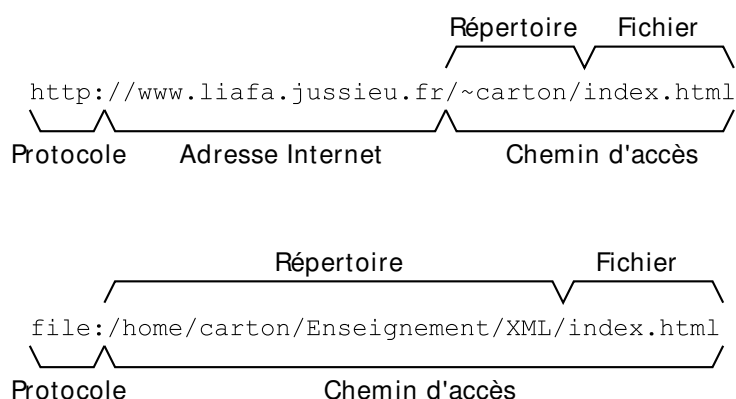 Répertoire Fichier
http://www.liafa.jussieu.fr/~carton/index.html
Protocole Adresse Internet Chemin d'accès
Répertoire Fichier
file:/home/carton/Enseignement/XML/index.html
Protocole Chemin d'accès